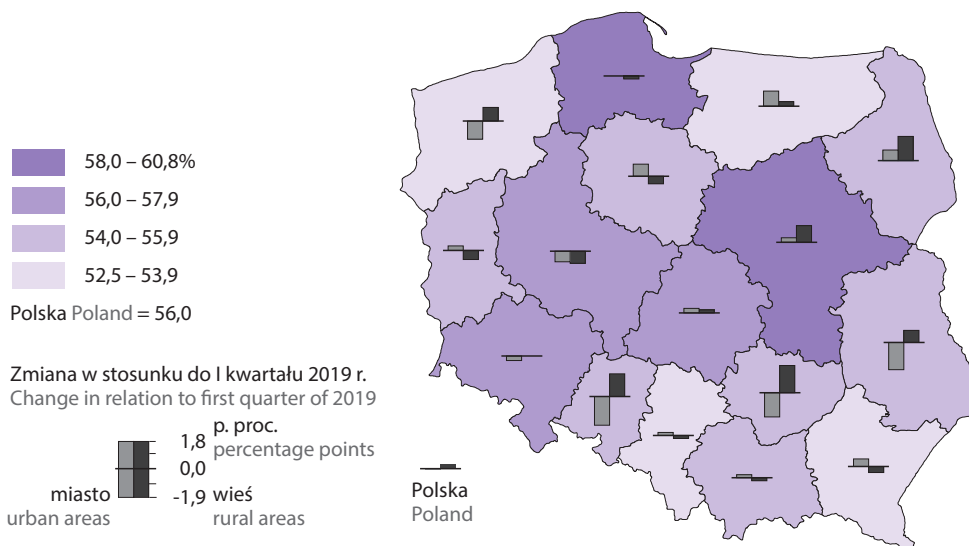 58,0 – 60,8%
56,0 – 57,9
54,0 – 55,9
52,5 – 53,9
Polska Poland = 56,0
Zmiana w stosunku do I kwartału 2019 r.
Change in relation to first quarter of 2019
p. proc.
percentage points
1,8
0,0
-1,9
miasto
urban areas
wieś
rural areas
Polska
Poland